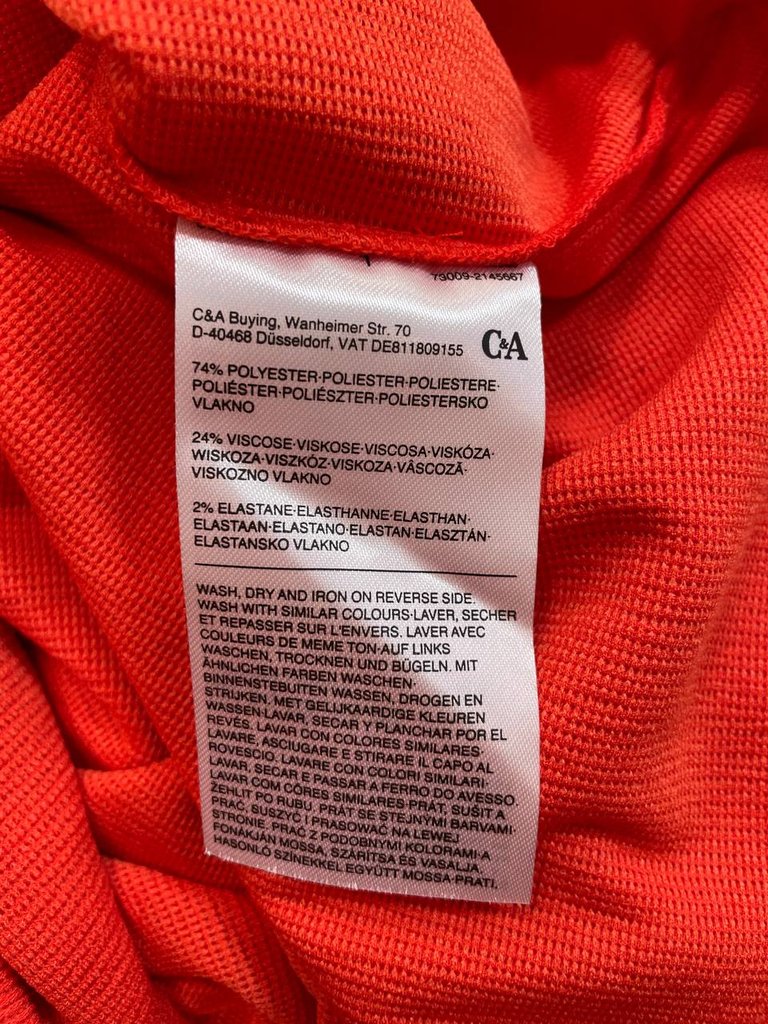 73009-2145667
C&A Buying, Wanheimer Str. 70
D-40468 Düsseldorf, VAT DE811809155
C&A
74% POLYESTER·POLIESTER·POLIESTERE·
POLIÉSTER·POLIÉSZTER·POLIESTERSKO
VLAKNO
24% VISCOSE·VISKOSE·VISCOSA·VISKÓZA·
WISKOZA·VISZKÓZ·VISKOZA·VÂSCOZĂ·
VISKOZNO VLAKNO
2% ELASTANE·ELASTHANNE·ELASTHAN·
ELASTAAN·ELASTANO·ELASTAN·ELASZTÁN·
ELASTANSKO VLAKNO
WASH, DRY AND IRON ON REVERSE SIDE.
WASH WITH SIMILAR COLOURS·LAVER, SECHER
ET REPASSER SUR L'ENVERS. LAVER AVEC
COULEURS DE MEME TON·AUF LINKS
WASCHEN, TROCKNEN UND BÜGELN. MIT
ÄHNLICHEN FARBEN WASCHEN·
BINNENSTEBUITEN WASSEN, DROGEN EN
STRIJKEN. MET GELIJKAARDIGE KLEUREN
WASSEN·LAVAR, SECAR Y PLANCHAR POR EL
REVÉS. LAVAR CON COLORES SIMILARES·
LAVARE, ASCIUGARE E STIRARE IL CAPO AL
ROVESCIO. LAVARE CON COLORI SIMILARI·
LAVAR, SECAR E PASSAR A FERRO DO AVESSO.
LAVAR COM CÔRES SIMILARES·PRÁT, SUŠIT A
ŽEHLIT PO RUBU. PRÁT SE STEJNÝMI BARVAMI·
PRAĆ, SUSZYĆ I PRASOWAĆ NA LEWEJ
STRONIE. PRAĆ Z PODOBNYMI KOLORAMI·A
FONÁKJÁN MOSSA, SZÁRÍTSA ÉS VASALJA.
HASONLÓ SZÍNEKKEL EGYÜTT MOSSA·PRATI,